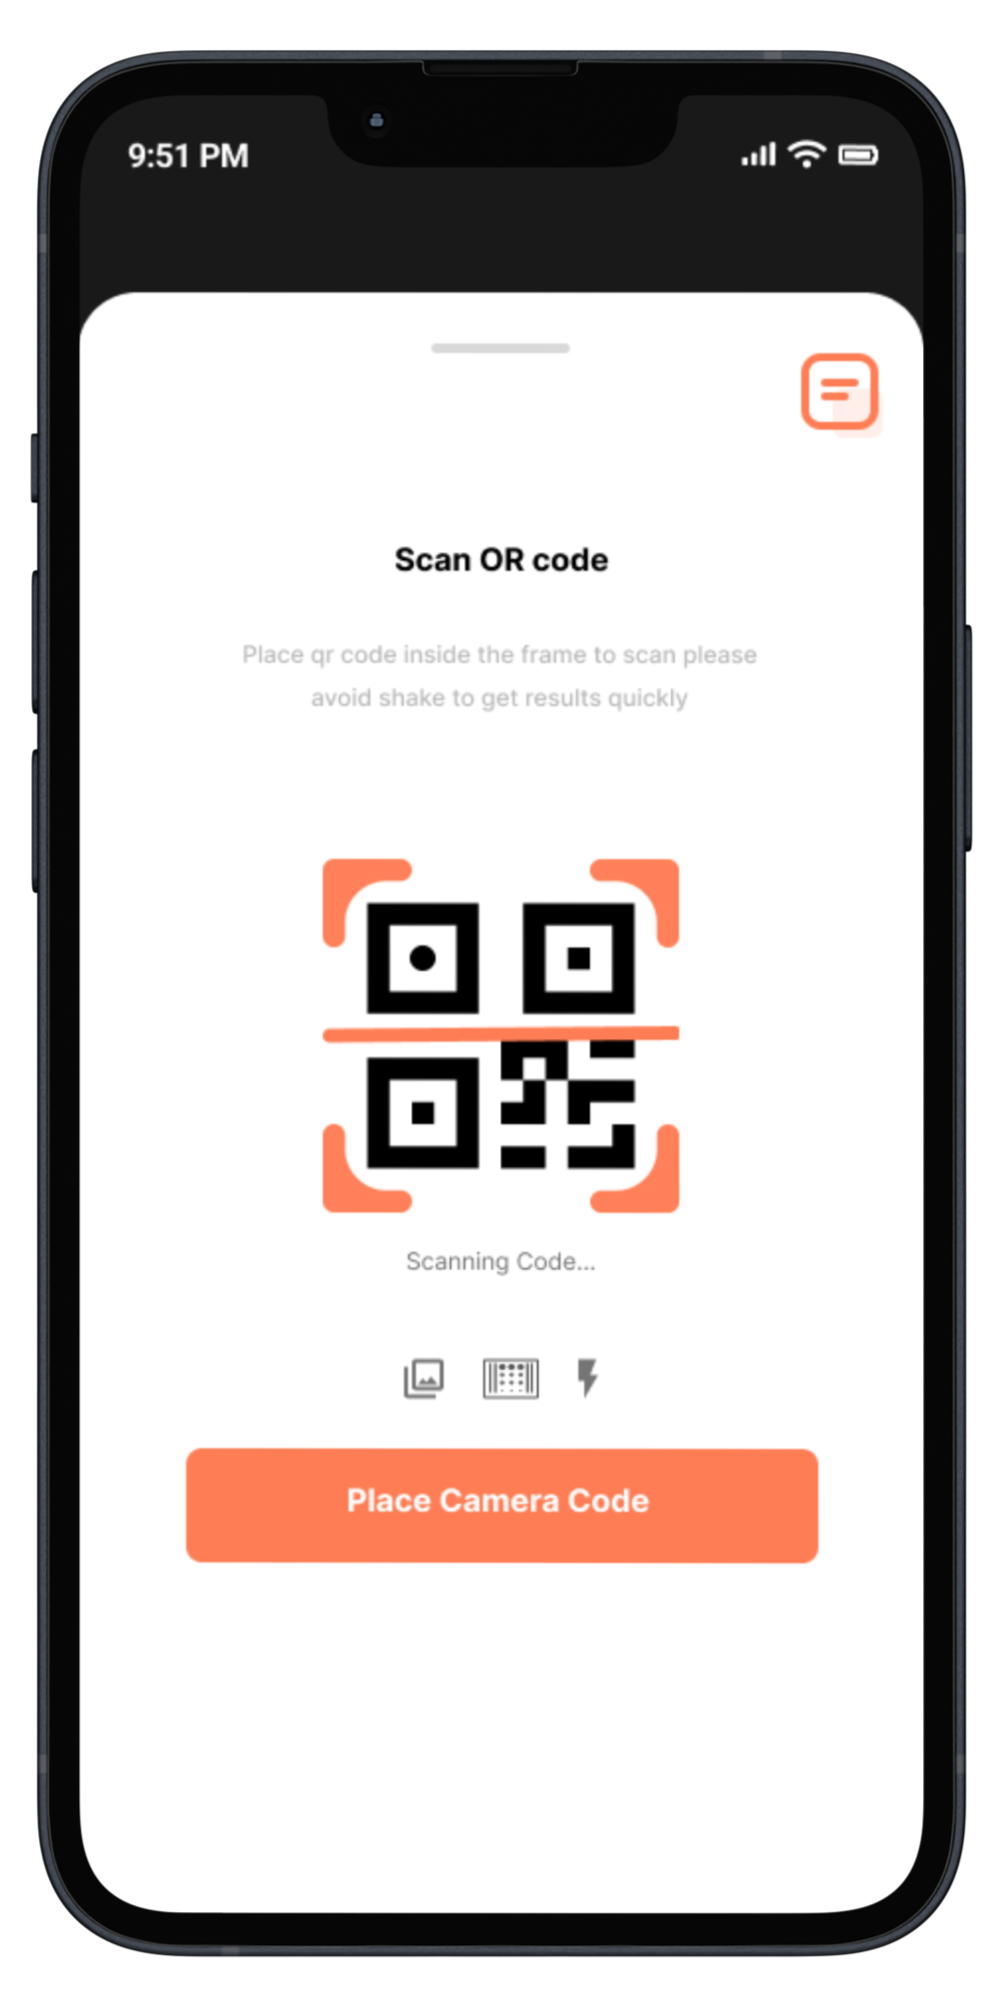 9:51 PM
Scan OR code
Place qr code inside the frame to scan please
avoid shake to get results quickly
Scanning Code...
Place Camera Code